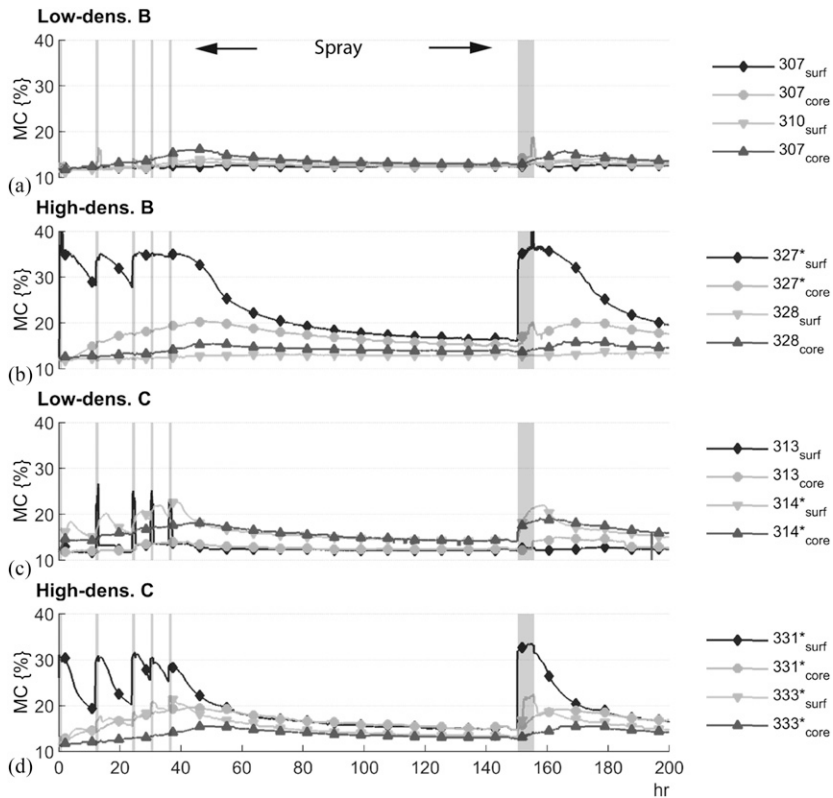 Low-dens. B
40
30
20
10
MC {%}
Spray
(a)
307surf
307core
310surf
307core
High-dens. B
40
30
20
10
MC {%}
(b)
327*surf
327*core
328surf
328core
Low-dens. C
40
30
20
10
MC {%}
(c)
313surf
313core
314*surf
314*core
High-dens. C
40
30
20
10
MC {%}
(d)
331*surf
331*core
333*surf
333*core
0 20 40 60 80 100 120 140 160 180 200
hr